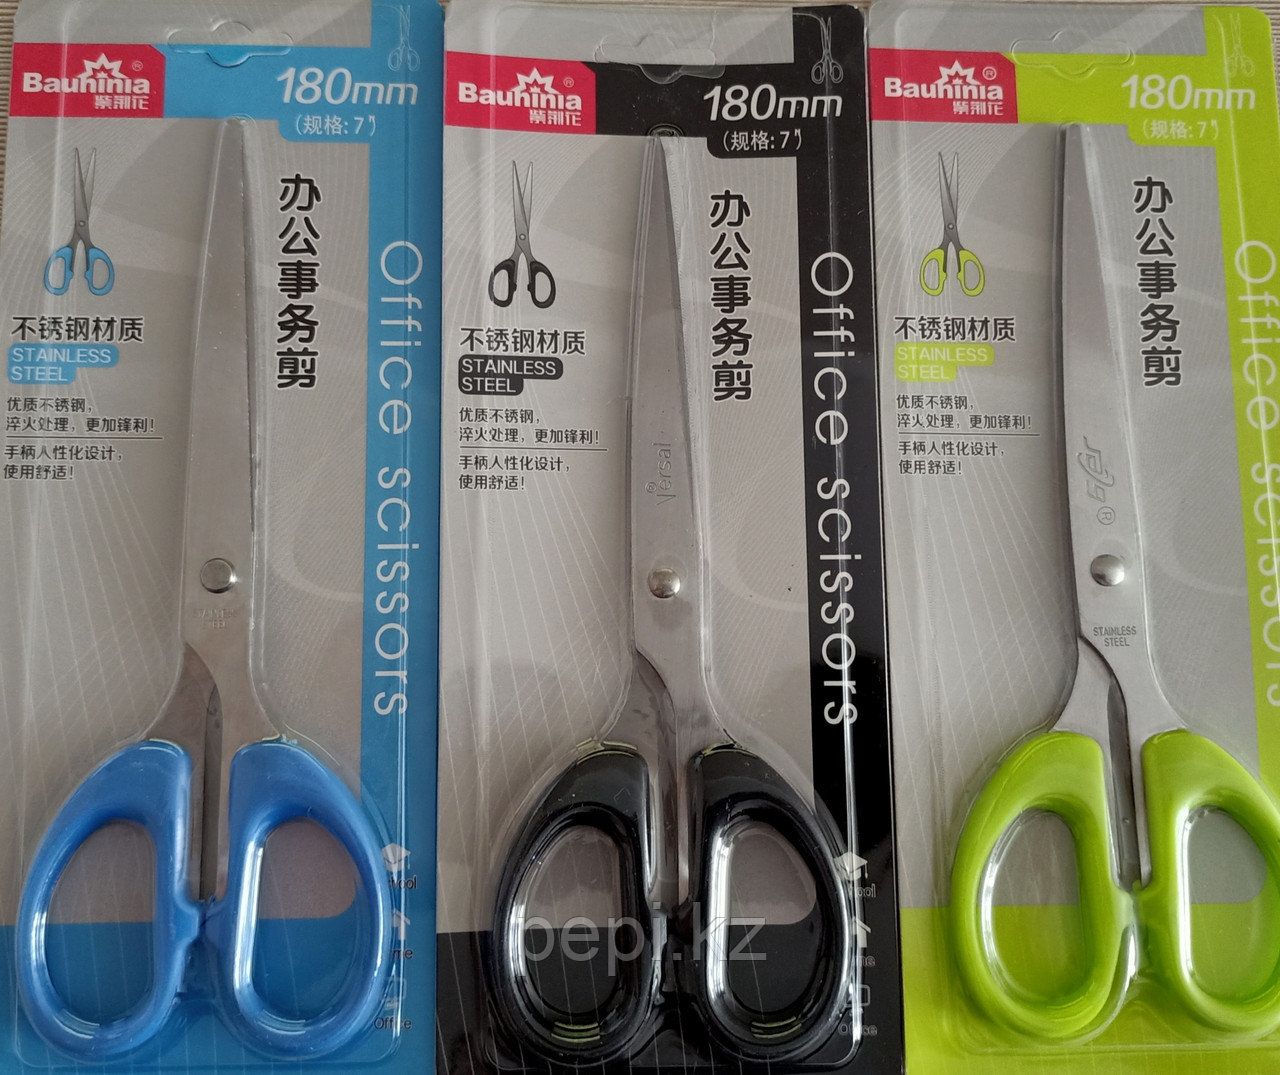 Bauhinia®
紫荆花
180mm
(规格:7")
办公事务剪
不锈钢材质
STAINLESS
STEEL
优质不锈钢,
淬火处理，更加锋利!
手柄人性化设计,
使用舒适!
Office scissors
STAINLESS
STEEL
Office
Bauhinia®
紫荆花
180mm
(规格:7")
办公事务剪
不锈钢材质
STAINLESS
STEEL
优质不锈钢,
淬火处理，更加锋利!
手柄人性化设计,
使用舒适!
Office scissors
®Versal
Office
Bauhinia®
紫荆花
180mm
(规格:7")
办公事务剪
不锈钢材质
STAINLESS
STEEL
优质不锈钢,
淬火处理，更加锋利!
手柄人性化设计,
使用舒适!
Office scissors
STAINLESS
STEEL
pepi.kz